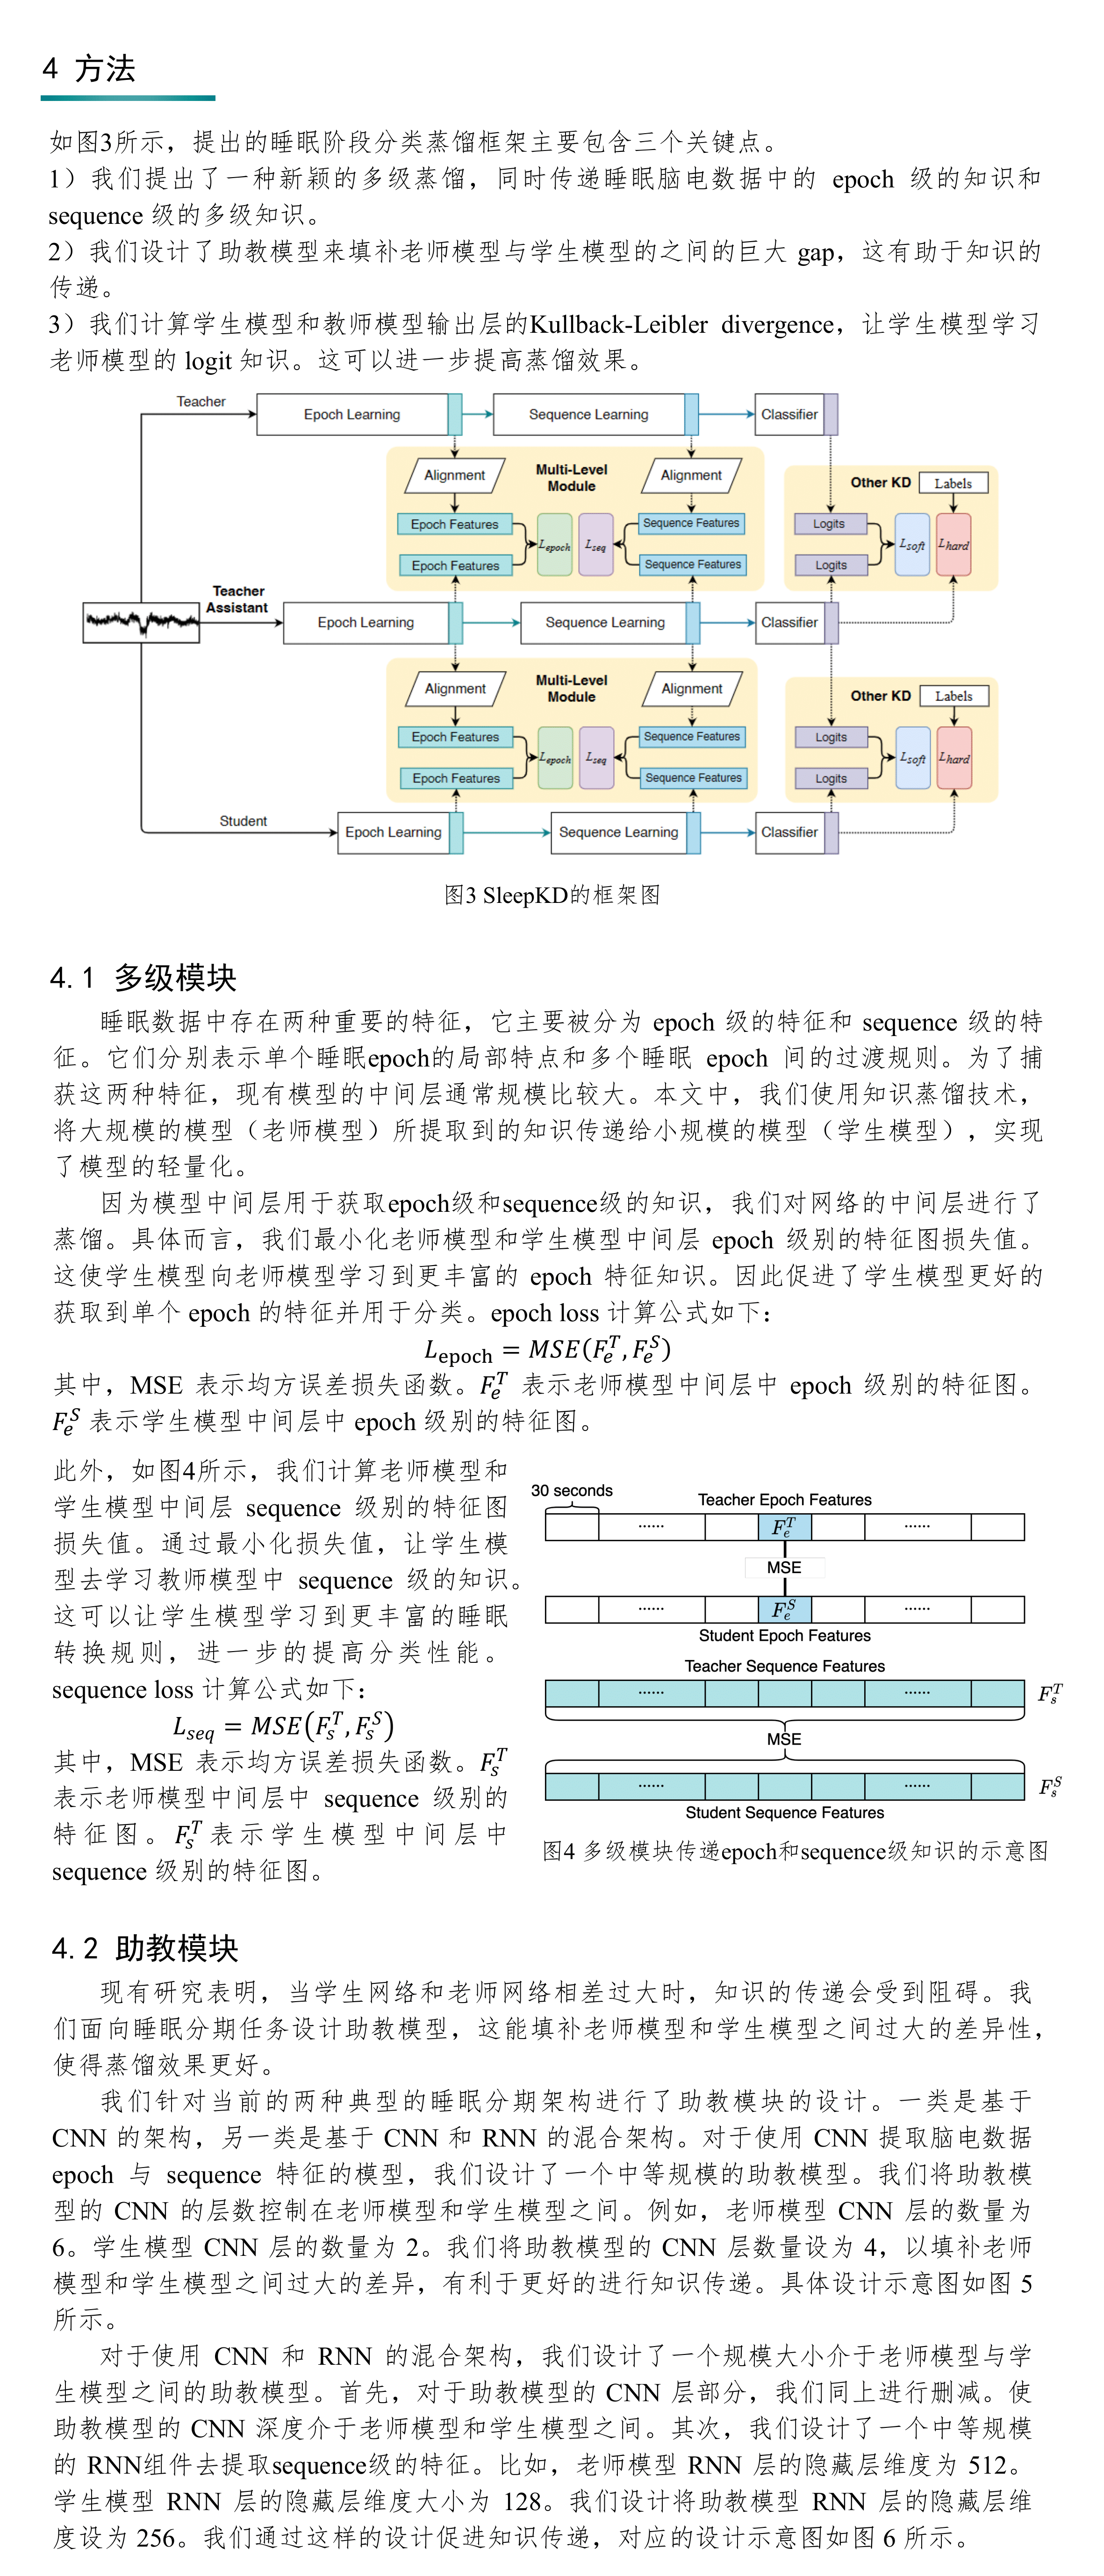 4 方法
如图3所示，提出的睡眠阶段分类蒸馏框架主要包含三个关键点。
1）我们提出了一种新颖的多级蒸馏，同时传递睡眠脑电数据中的 epoch 级的知识和
sequence 级的多级知识。
2）我们设计了助教模型来填补老师模型与学生模型的之间的巨大 gap，这有助于知识的
传递。
3）我们计算学生模型和教师模型输出层的Kullback-Leibler divergence，让学生模型学习
老师模型的 logit 知识。这可以进一步提高蒸馏效果。
Teacher
Epoch Learning
Sequence Learning
Classifier
Alignment
Multi-Level
Module
Alignment
Other KD
Labels
Epoch Features
Sequence Features
Logits
L_epoch
L_seq
L_soft
L_hard
Epoch Features
Sequence Features
Logits
Teacher
Assistant
Epoch Learning
Sequence Learning
Classifier
Alignment
Multi-Level
Module
Alignment
Other KD
Labels
Epoch Features
Sequence Features
Logits
L_epoch
L_seq
L_soft
L_hard
Epoch Features
Sequence Features
Logits
Student
Epoch Learning
Sequence Learning
Classifier
图3 SleepKD的框架图
4.1 多级模块
睡眠数据中存在两种重要的特征，它主要被分为 epoch 级的特征和 sequence 级的特
征。它们分别表示单个睡眠epoch的局部特点和多个睡眠 epoch 间的过渡规则。为了捕
获这两种特征，现有模型的中间层通常规模比较大。本文中，我们使用知识蒸馏技术，
将大规模的模型（老师模型）所提取到的知识传递给小规模的模型（学生模型），实现
了模型的轻量化。
因为模型中间层用于获取epoch级和sequence级的知识，我们对网络的中间层进行了
蒸馏。具体而言，我们最小化老师模型和学生模型中间层 epoch 级别的特征图损失值。
这使学生模型向老师模型学习到更丰富的 epoch 特征知识。因此促进了学生模型更好的
获取到单个 epoch 的特征并用于分类。epoch loss 计算公式如下：
L_epoch = MSE(F_e^T, F_e^S)
其中，MSE 表示均方误差损失函数。F_e^T 表示老师模型中间层中 epoch 级别的特征图。
F_e^S 表示学生模型中间层中 epoch 级别的特征图。
此外，如图4所示，我们计算老师模型和
学生模型中间层 sequence 级别的特征图
损失值。通过最小化损失值，让学生模
型去学习教师模型中 sequence 级的知识。
这可以让学生模型学习到更丰富的睡眠
转换规则，进一步的提高分类性能。
sequence loss 计算公式如下：
L_seq = MSE(F_s^T, F_s^S)
其中，MSE 表示均方误差损失函数。F_s^T
表示老师模型中间层中 sequence 级别的
特征图。F_s^T 表示学生模型中间层中
sequence 级别的特征图。
30 seconds
Teacher Epoch Features
...... F_e^T ......
MSE
...... F_e^S ......
Student Epoch Features
Teacher Sequence Features
...... ...... F_s^T
MSE
...... ...... F_s^S
Student Sequence Features
图4 多级模块传递epoch和sequence级知识的示意图
4.2 助教模块
现有研究表明，当学生网络和老师网络相差过大时，知识的传递会受到阻碍。我
们面向睡眠分期任务设计助教模型，这能填补老师模型和学生模型之间过大的差异性，
使得蒸馏效果更好。
我们针对当前的两种典型的睡眠分期架构进行了助教模块的设计。一类是基于
CNN 的架构，另一类是基于 CNN 和 RNN 的混合架构。对于使用 CNN 提取脑电数据
epoch 与 sequence 特征的模型，我们设计了一个中等规模的助教模型。我们将助教模
型的 CNN 的层数控制在老师模型和学生模型之间。例如，老师模型 CNN 层的数量为
6。学生模型 CNN 层的数量为 2。我们将助教模型的 CNN 层数量设为 4，以填补老师
模型和学生模型之间过大的差异，有利于更好的进行知识传递。具体设计示意图如图 5
所示。
对于使用 CNN 和 RNN 的混合架构，我们设计了一个规模大小介于老师模型与学
生模型之间的助教模型。首先，对于助教模型的 CNN 层部分，我们同上进行删减。使
助教模型的 CNN 深度介于老师模型和学生模型之间。其次，我们设计了一个中等规模
的 RNN组件去提取sequence级的特征。比如，老师模型 RNN 层的隐藏层维度为 512。
学生模型 RNN 层的隐藏层维度大小为 128。我们设计将助教模型 RNN 层的隐藏层维
度设为 256。我们通过这样的设计促进知识传递，对应的设计示意图如图 6 所示。